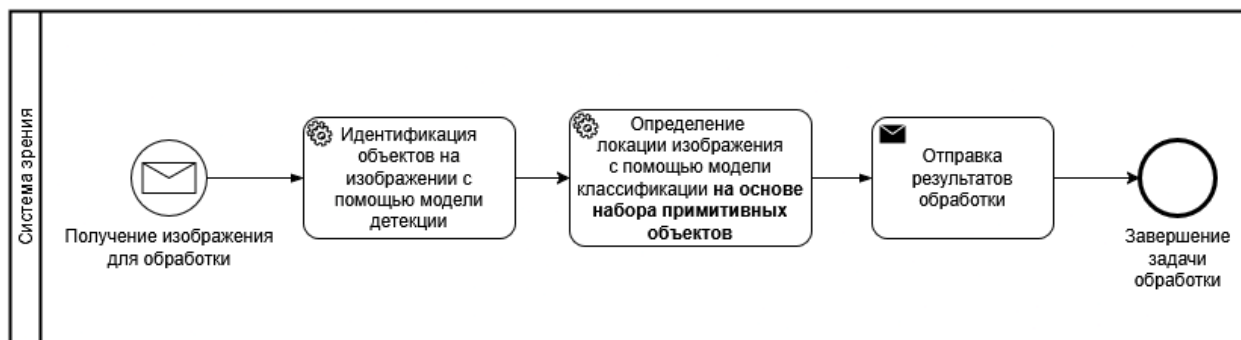 Система зрения
Получение изображения
для обработки
Идентификация
объектов на
изображении с
помощью модели
детекции
Определение
локации изображения
с помощью модели
классификации на основе
набора примитивных
объектов
Отправка
результатов
обработки
Завершение
задачи
обработки